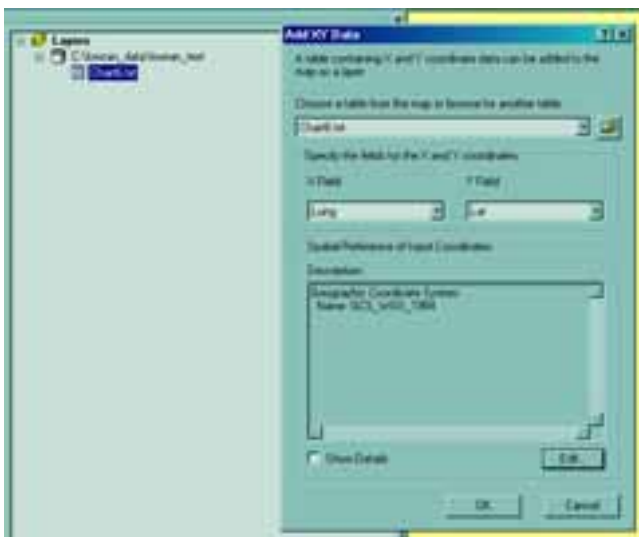 Layers
Add XY Data
A table containing X and Y coordinate data can be added to the
map as a layer
Choose a table from the map or browse for another table:
Specify the fields for the X and Y coordinates:
X Field
Y Field
Long
Lat
Spatial Reference of Input Coordinates
Description:
Geographic Coordinate System:
Name: GCS_WGS_1984
Show Details
Edit...
OK
Cancel